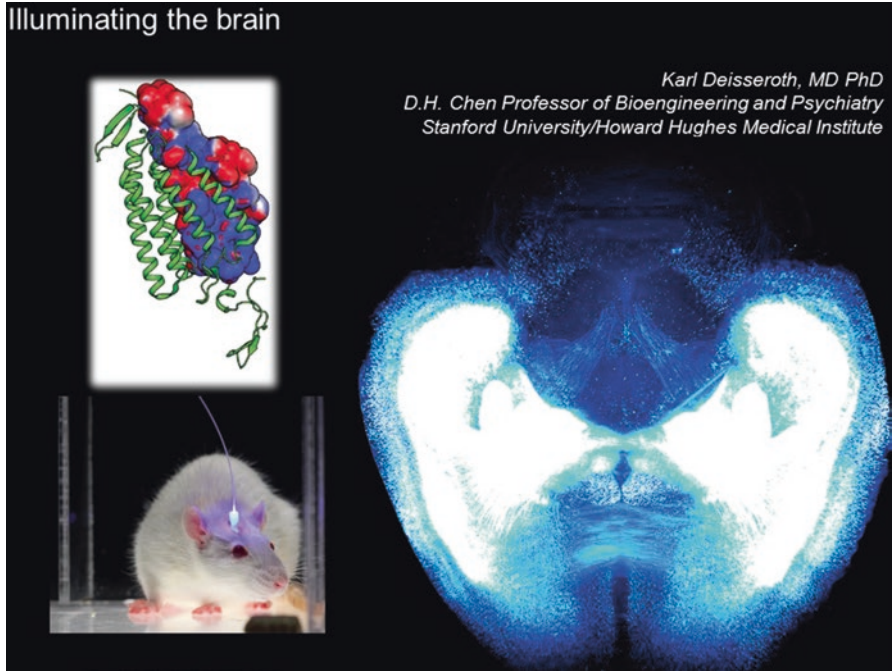 Illuminating the brain
Karl Deisseroth, MD PhD
D.H. Chen Professor of Bioengineering and Psychiatry
Stanford University/Howard Hughes Medical Institute